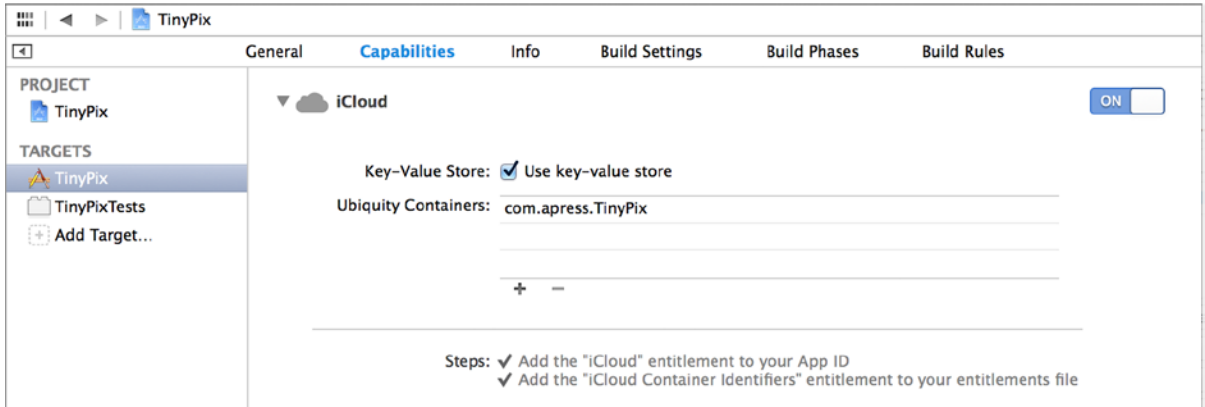 TinyPix
General Capabilities Info Build Settings Build Phases Build Rules
PROJECT
TinyPix
TARGETS
TinyPix
TinyPixTests
Add Target...
iCloud
ON
Key-Value Store: Use key-value store
Ubiquity Containers: com.apress.TinyPix
Steps: ✓ Add the "iCloud" entitlement to your App ID
✓ Add the "iCloud Container Identifiers" entitlement to your entitlements file